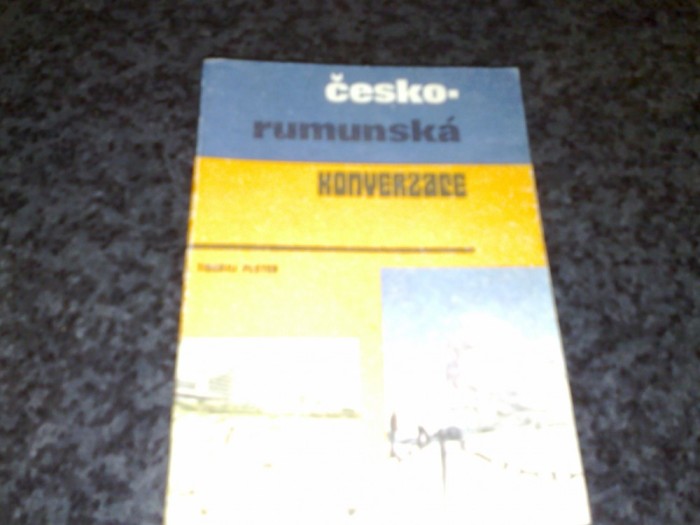 česko-
rumunská
KONVERZACE